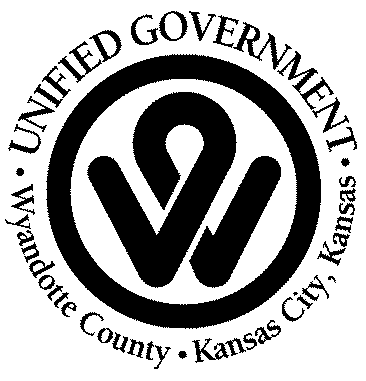 • UNIFIED GOVERNMENT •
Wyandotte County • Kansas City, Kansas